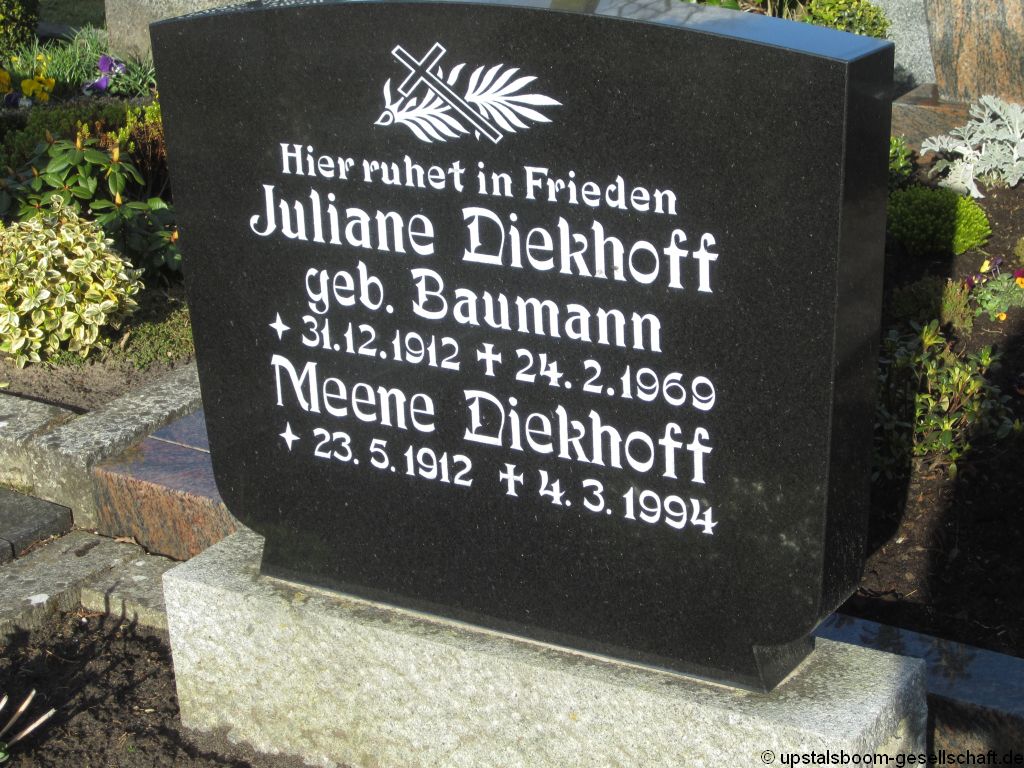 Hier ruhet in Frieden
Juliane Diekhoff
geb. Baumann
✦ 31.12.1912 ✝ 24.2.1969
Meene Diekhoff
✦ 23.5.1912 ✝ 4.3.1994
© upstalsboom-gesellschaft.de